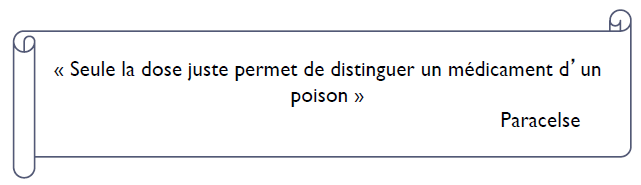 « Seule la dose juste permet de distinguer un médicament d’un
poison »
Paracelse